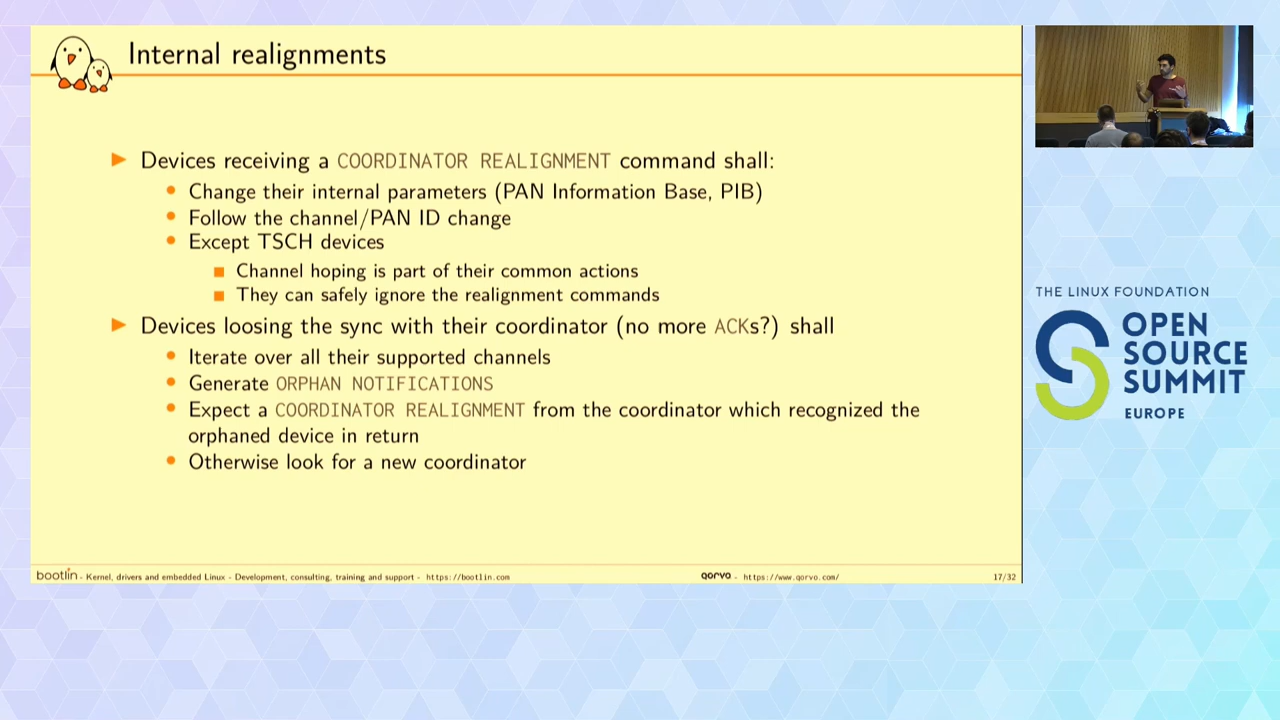 Internal realignments
Devices receiving a COORDINATOR REALIGNMENT command shall:
Change their internal parameters (PAN Information Base, PIB)
Follow the channel/PAN ID change
Except TSCH devices
Channel hoping is part of their common actions
They can safely ignore the realignment commands
Devices loosing the sync with their coordinator (no more ACKs?) shall
Iterate over all their supported channels
Generate ORPHAN NOTIFICATIONS
Expect a COORDINATOR REALIGNMENT from the coordinator which recognized the
orphaned device in return
Otherwise look for a new coordinator
bootlin - Kernel, drivers and embedded Linux - Development, consulting, training and support - https://bootlin.com
qorvo - https://www.qorvo.com/
17/32
THE LINUX FOUNDATION
OPEN
SOURCE
SUMMIT
EUROPE